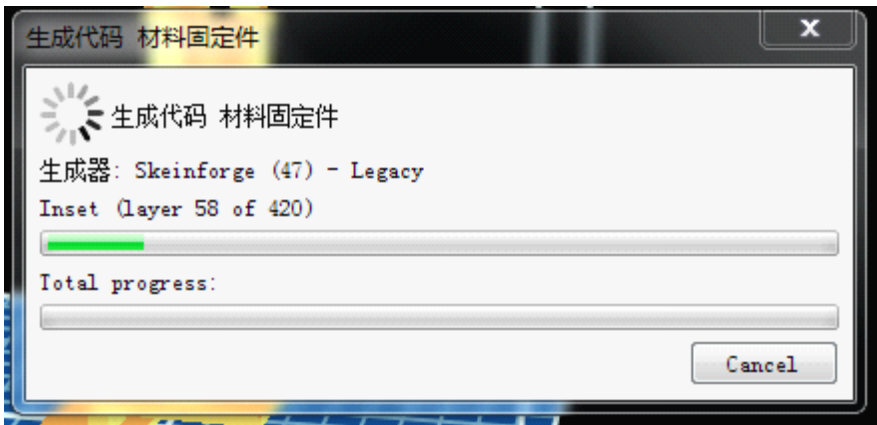 生成代码 材料固定件
生成代码 材料固定件
生成器: Skeinforge (47) - Legacy
Inset (layer 58 of 420)
Total progress:
Cancel